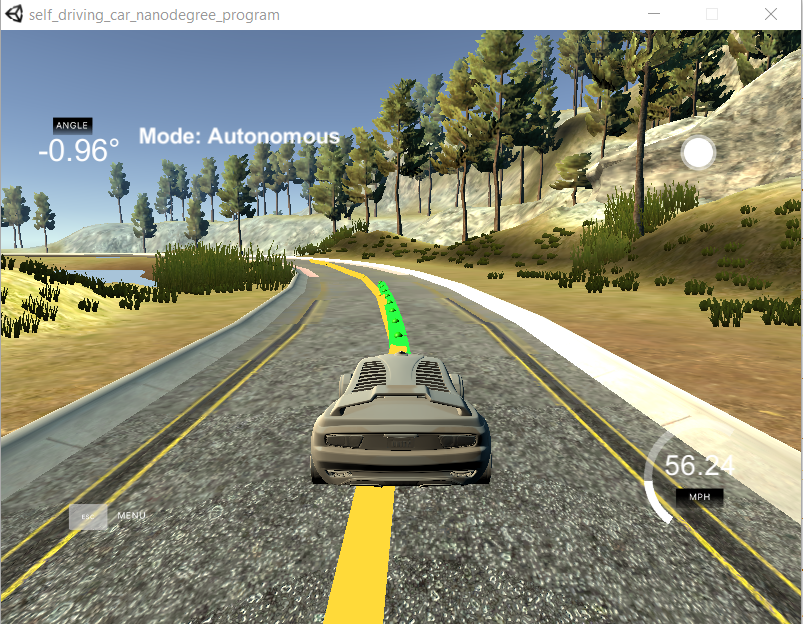 self_driving_car_nanodegree_program
ANGLE
-0.96°
Mode: Autonomous
56.24
MPH
ESC
MENU